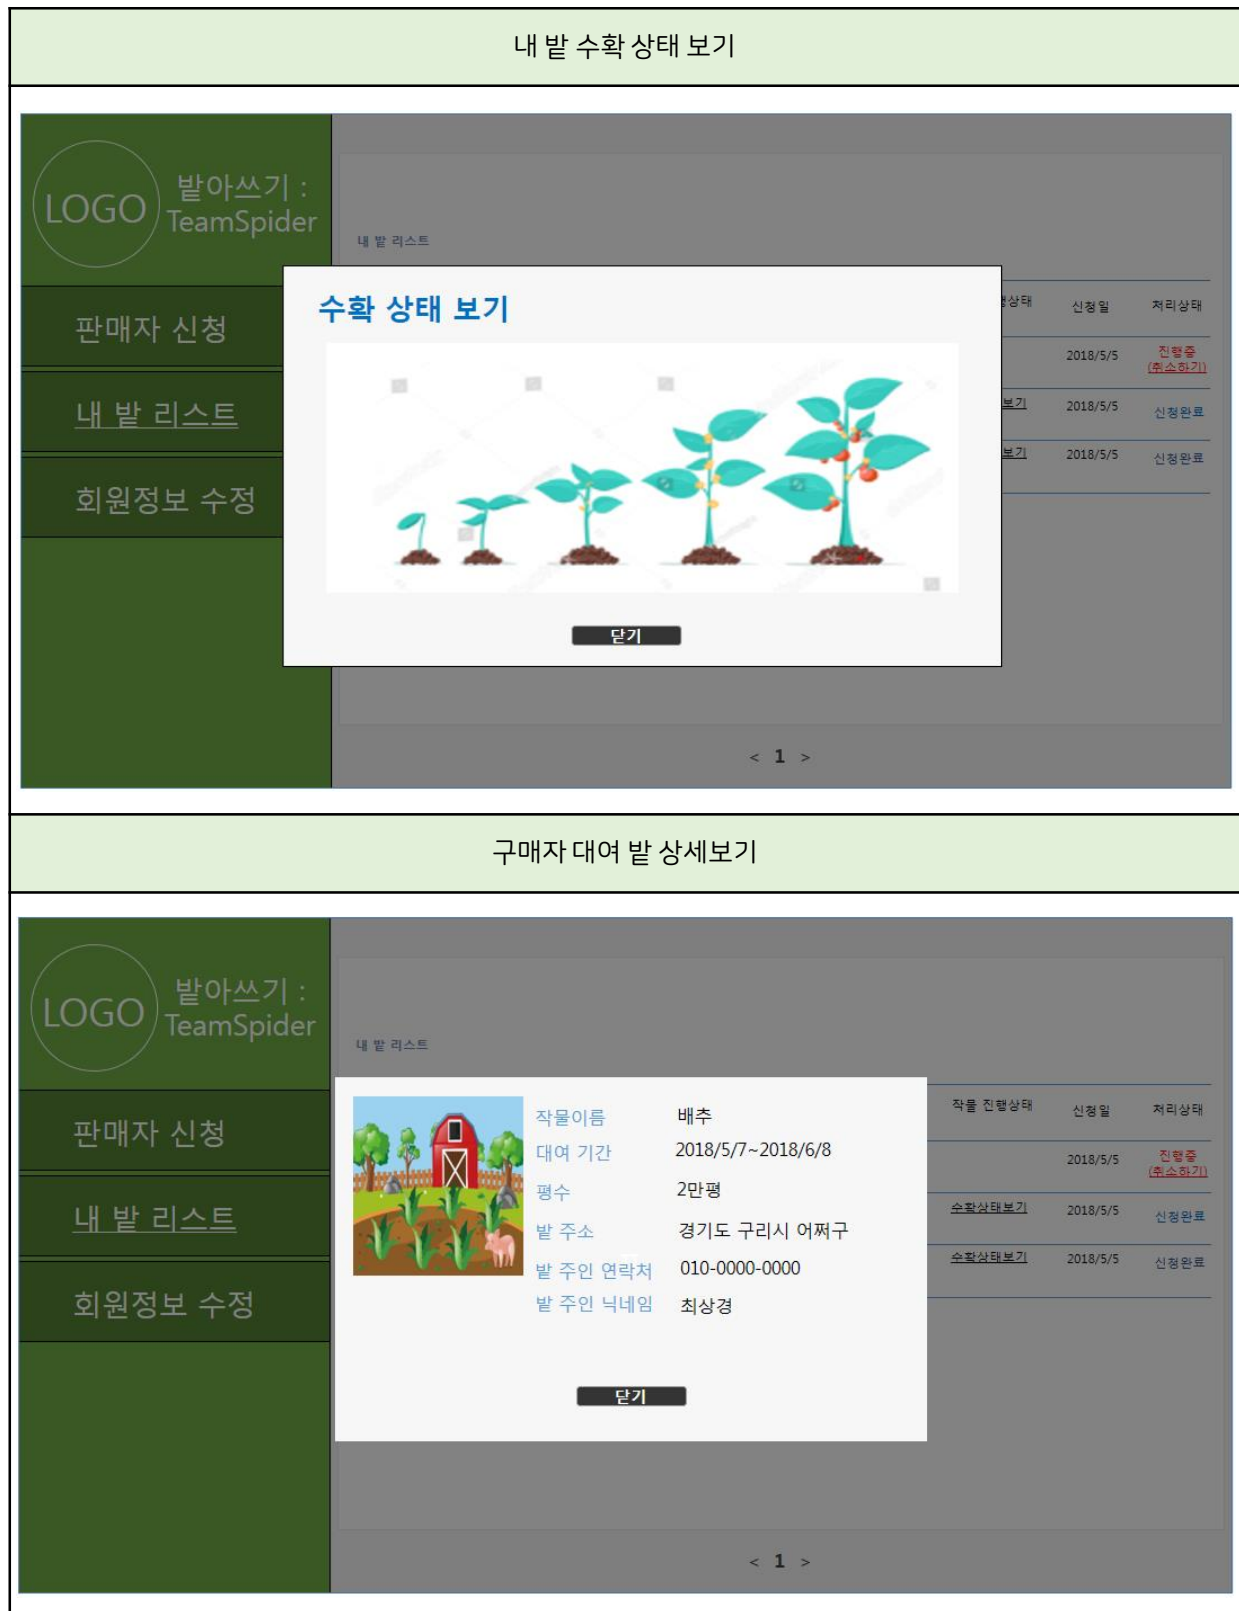 내 밭 수확 상태 보기
LOGO
밭아쓰기 :
TeamSpider
내 밭 리스트
수확 상태 보기
신청일
처리상태
판매자 신청
2018/5/5
진행중
(취소하기)
내 밭 리스트
보기
2018/5/5
신청완료
보기
2018/5/5
신청완료
회원정보 수정
닫기
< 1 >
구매자 대여 밭 상세보기
LOGO
밭아쓰기 :
TeamSpider
내 밭 리스트
작물 진행상태
신청일
처리상태
판매자 신청
작물이름 배추
대여 기간 2018/5/7~2018/6/8
2018/5/5
진행중
(취소하기)
평수 2만평
내 밭 리스트
밭 주소 경기도 구리시 어쩌구
수확상태보기
2018/5/5
신청완료
밭 주인 연락처 010-0000-0000
수확상태보기
2018/5/5
신청완료
회원정보 수정
밭 주인 닉네임 최상경
닫기
< 1 >